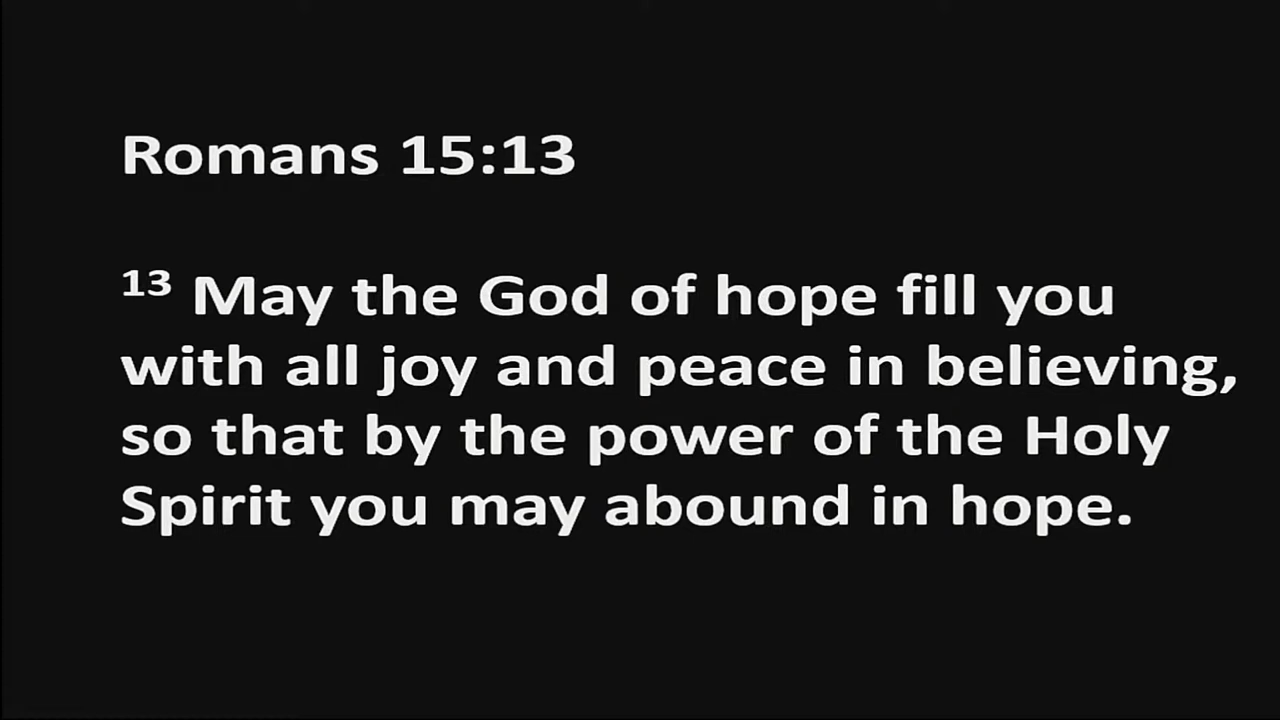 Romans 15:13
13 May the God of hope fill you
with all joy and peace in believing,
so that by the power of the Holy
Spirit you may abound in hope.